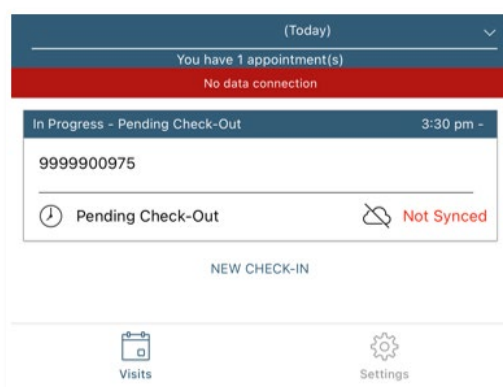 (Today)
You have 1 appointment(s)
No data connection
In Progress - Pending Check-Out 3:30 pm -
9999900975
Pending Check-Out Not Synced
NEW CHECK-IN
Visits Settings